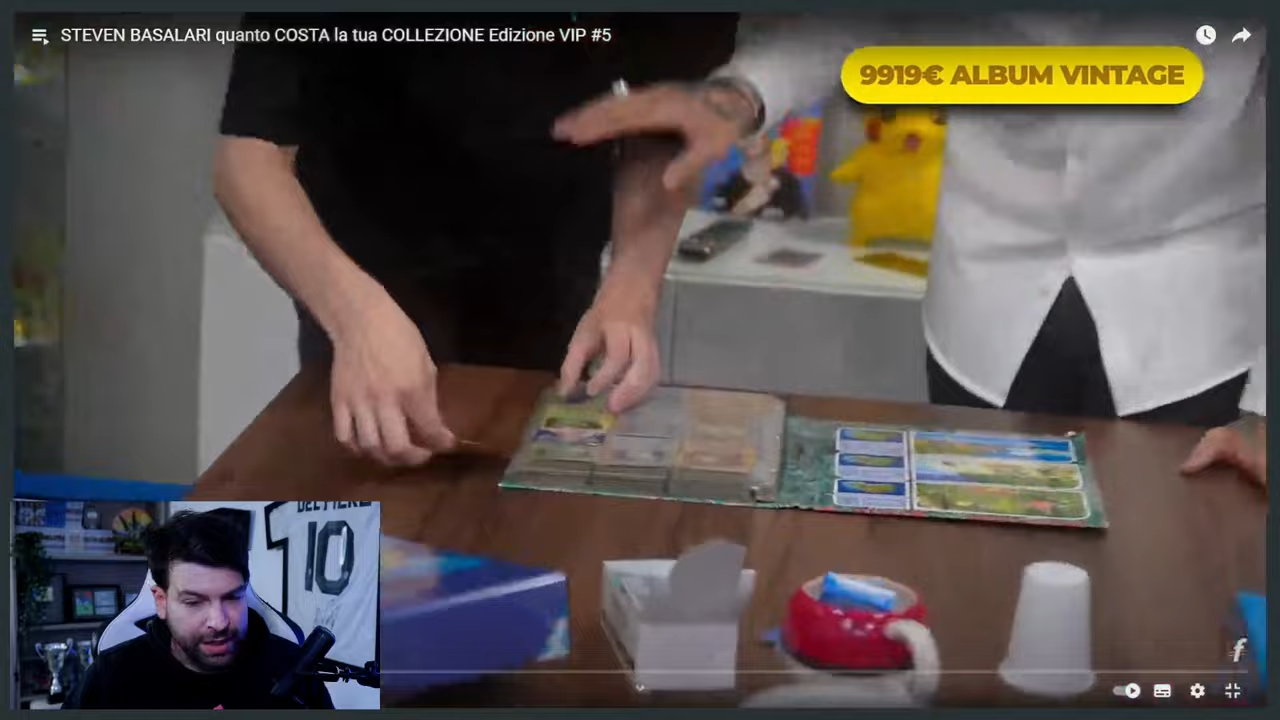 STEVEN BASALARI quanto COSTA la tua COLLEZIONE Edizione VIP #5
9919€ ALBUM VINTAGE
10